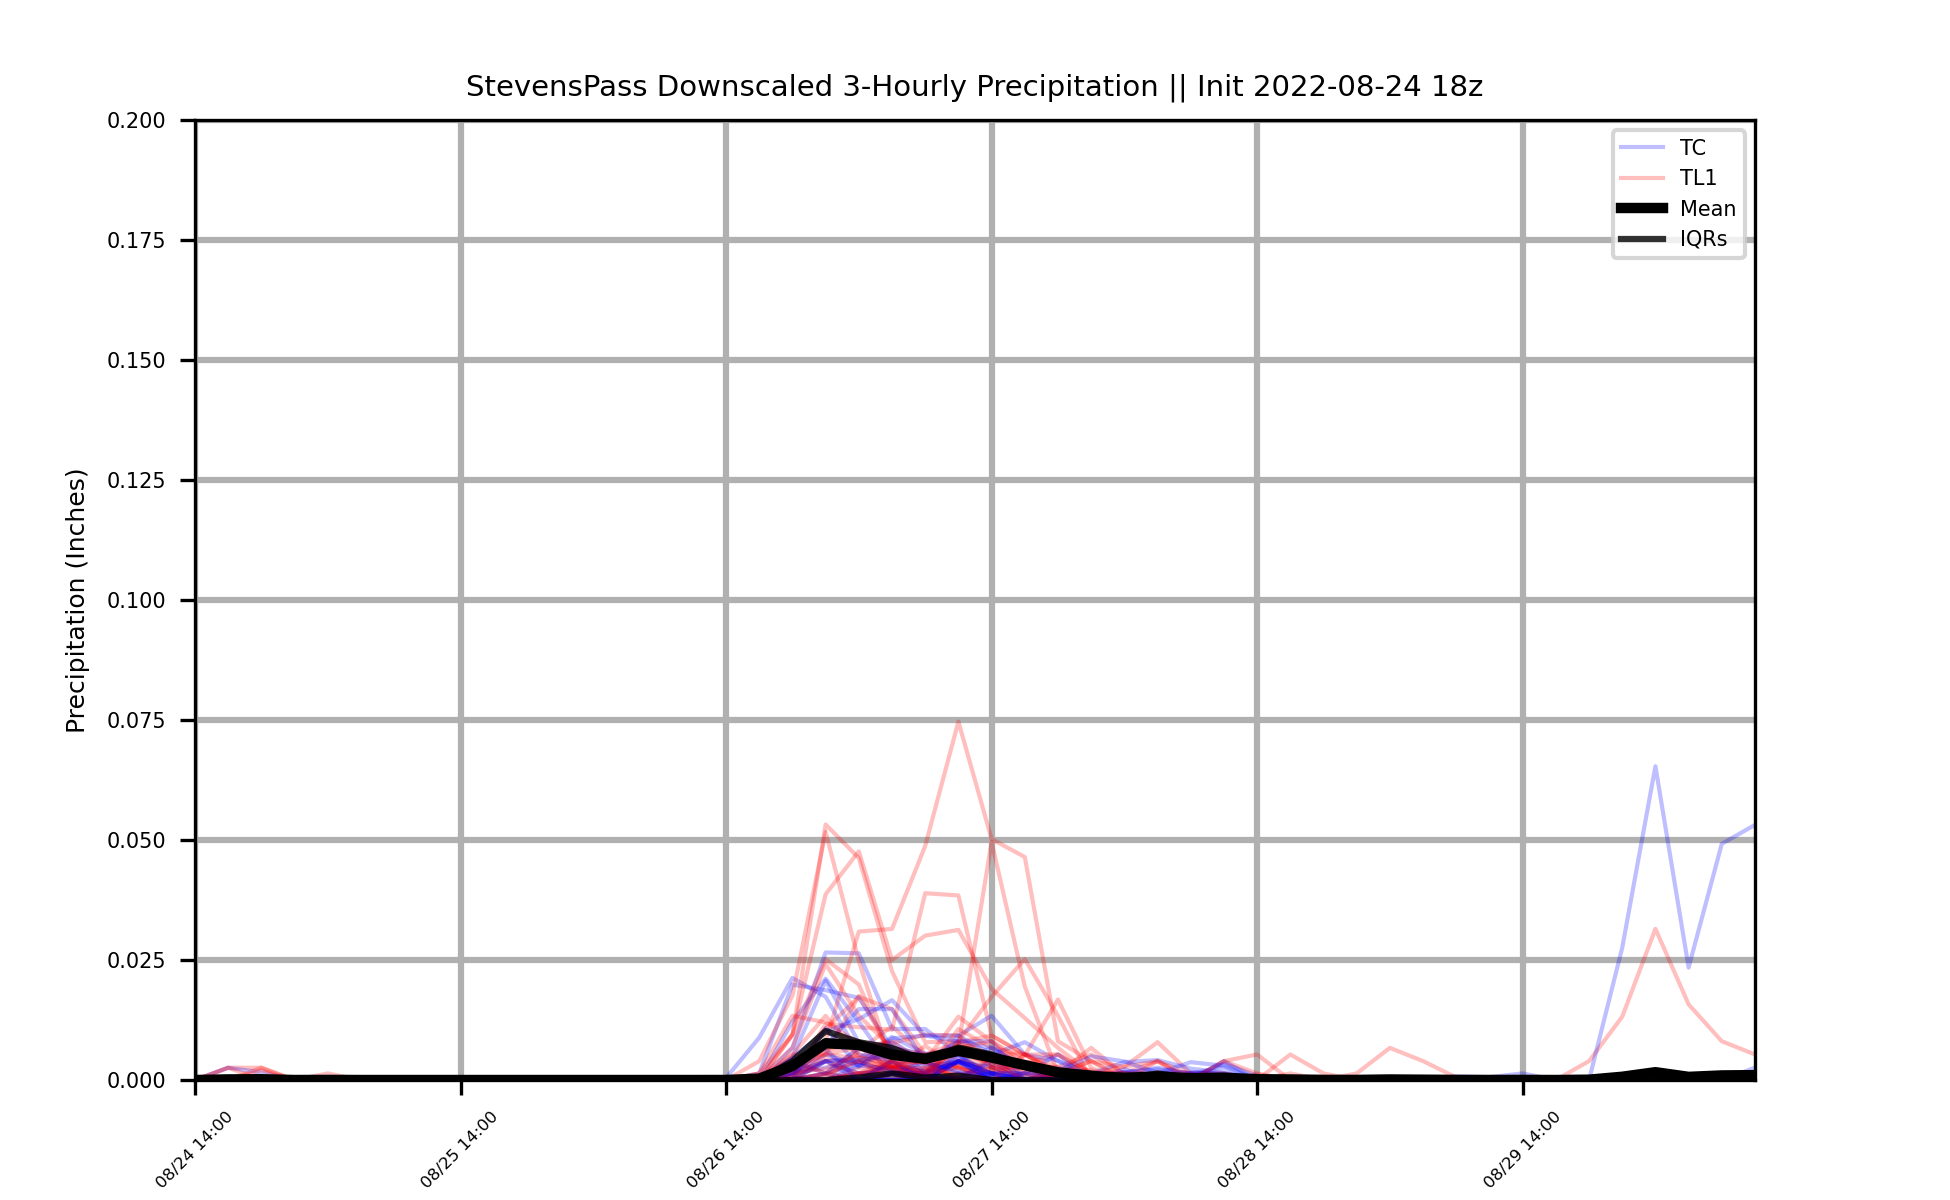 StevensPass Downscaled 3-Hourly Precipitation || Init 2022-08-24 18z
0.200
0.175
0.150
0.125
0.100
0.075
0.050
0.025
0.000
Precipitation (Inches)
TC
TL1
Mean
IQRs
08/24 14:00
08/25 14:00
08/26 14:00
08/27 14:00
08/28 14:00
08/29 14:00